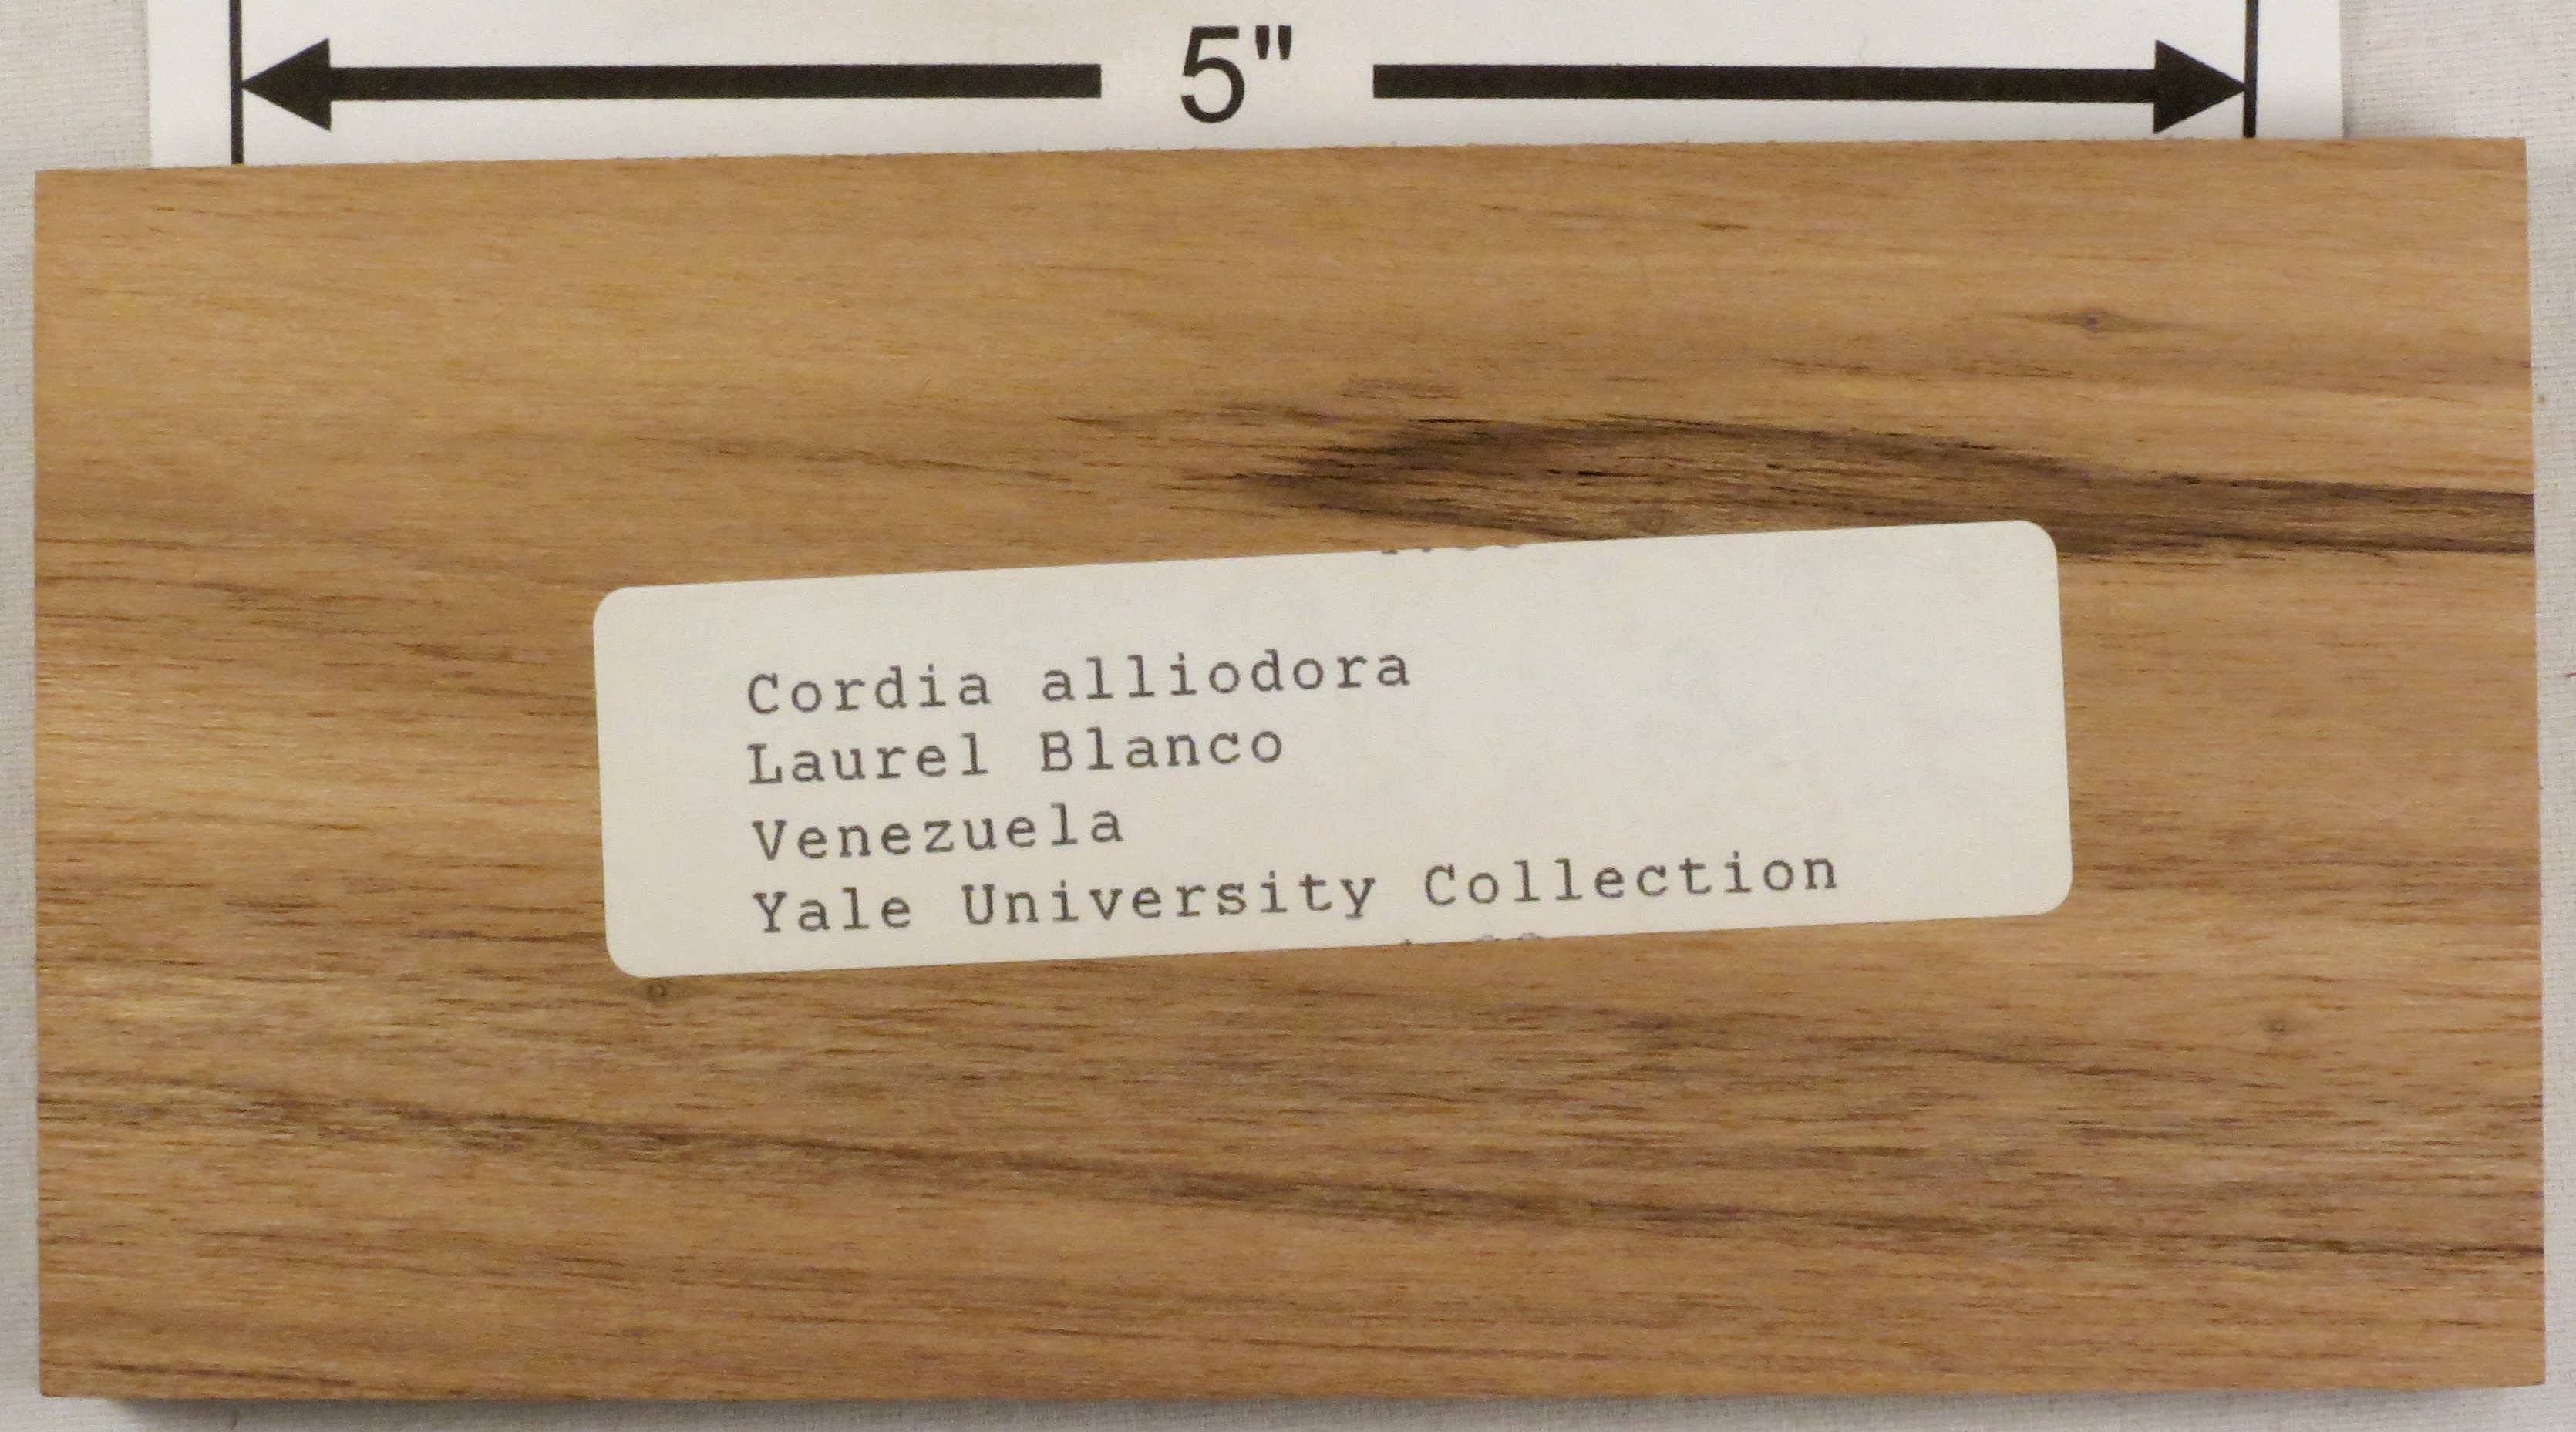 5"
Cordia alliodora
Laurel Blanco
Venezuela
Yale University Collection